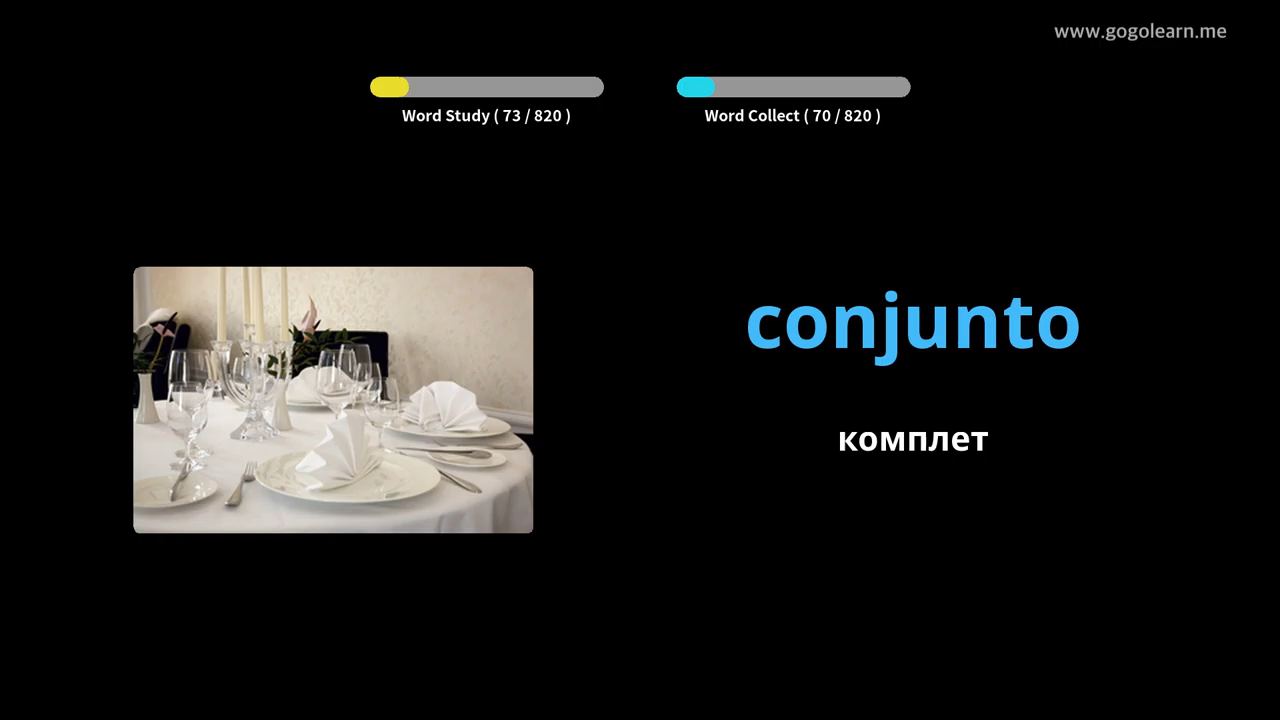 www.gogolearn.me
Word Study ( 73 / 820 )
Word Collect ( 70 / 820 )
conjunto
комплет